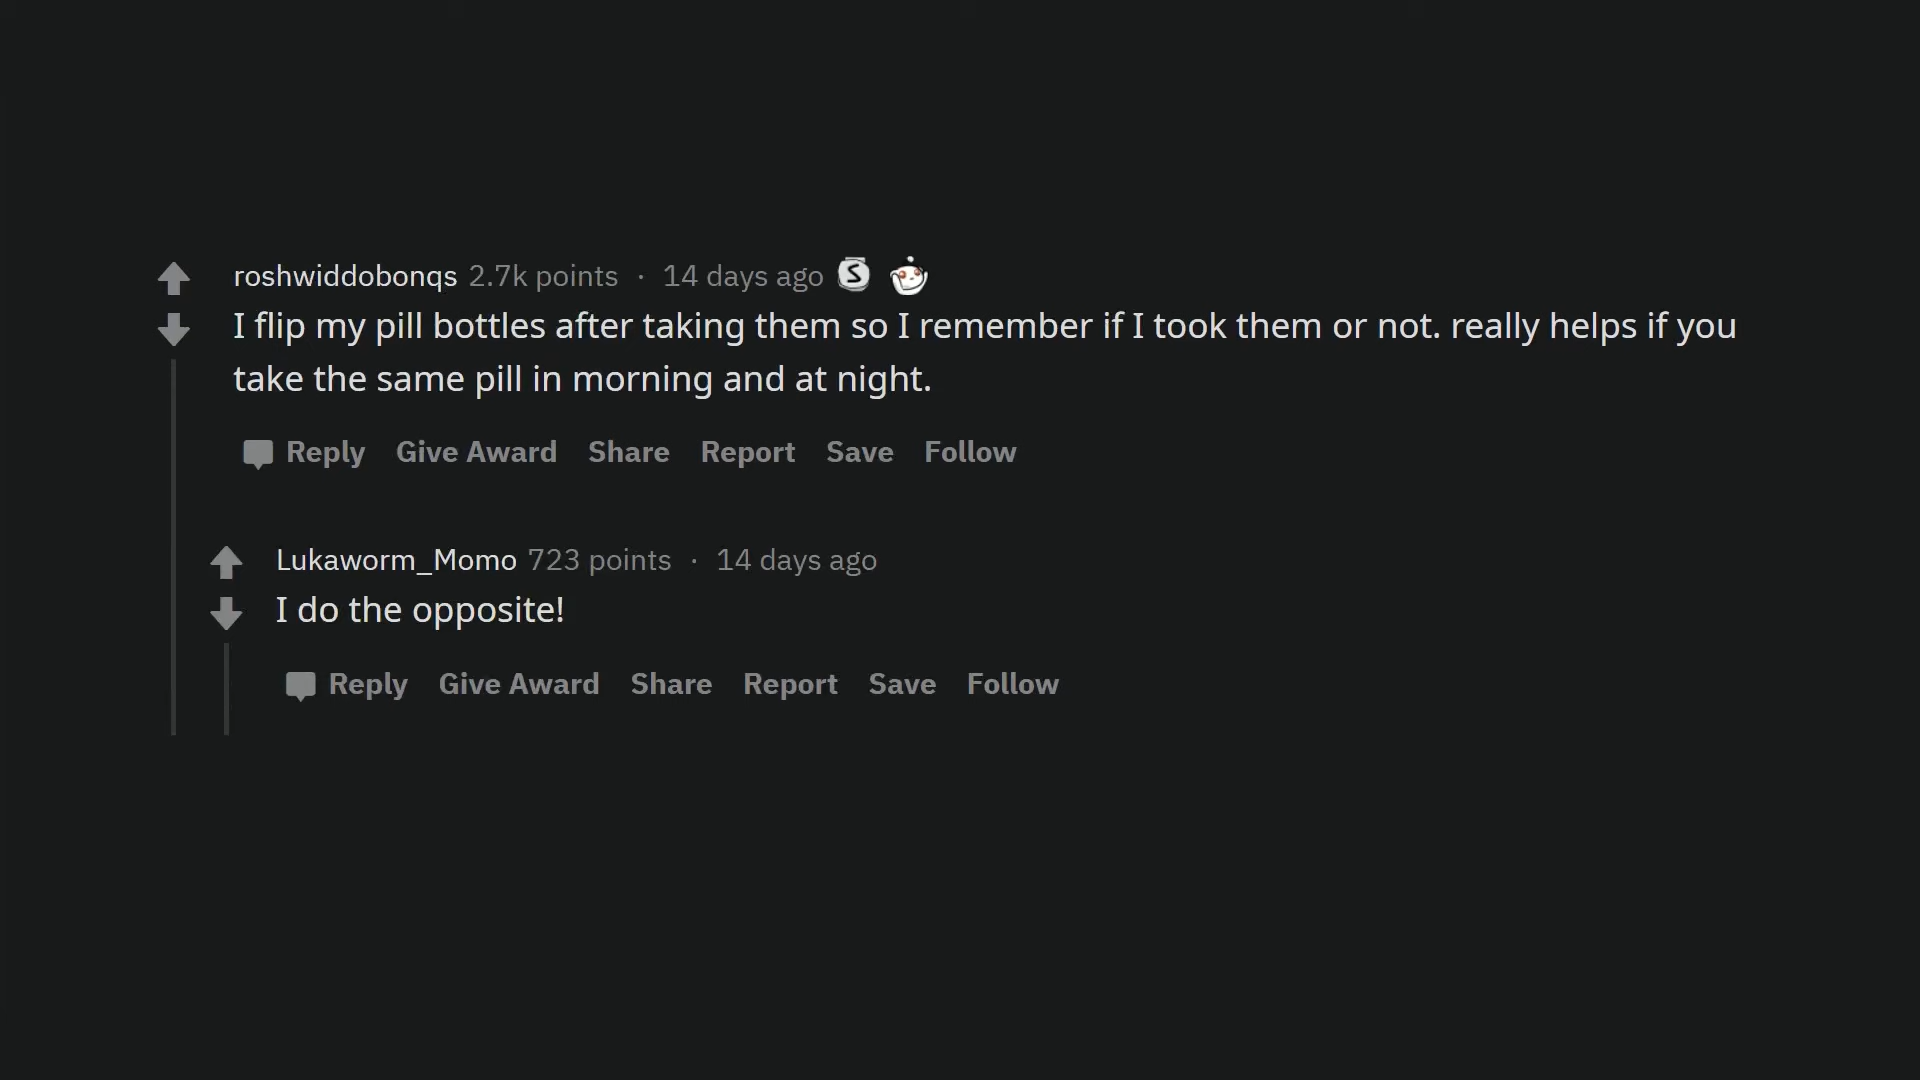 roshwiddobonqs 2.7k points · 14 days ago
I flip my pill bottles after taking them so I remember if I took them or not. really helps if you
take the same pill in morning and at night.
Reply Give Award Share Report Save Follow
Lukaworm_Momo 723 points · 14 days ago
I do the opposite!
Reply Give Award Share Report Save Follow